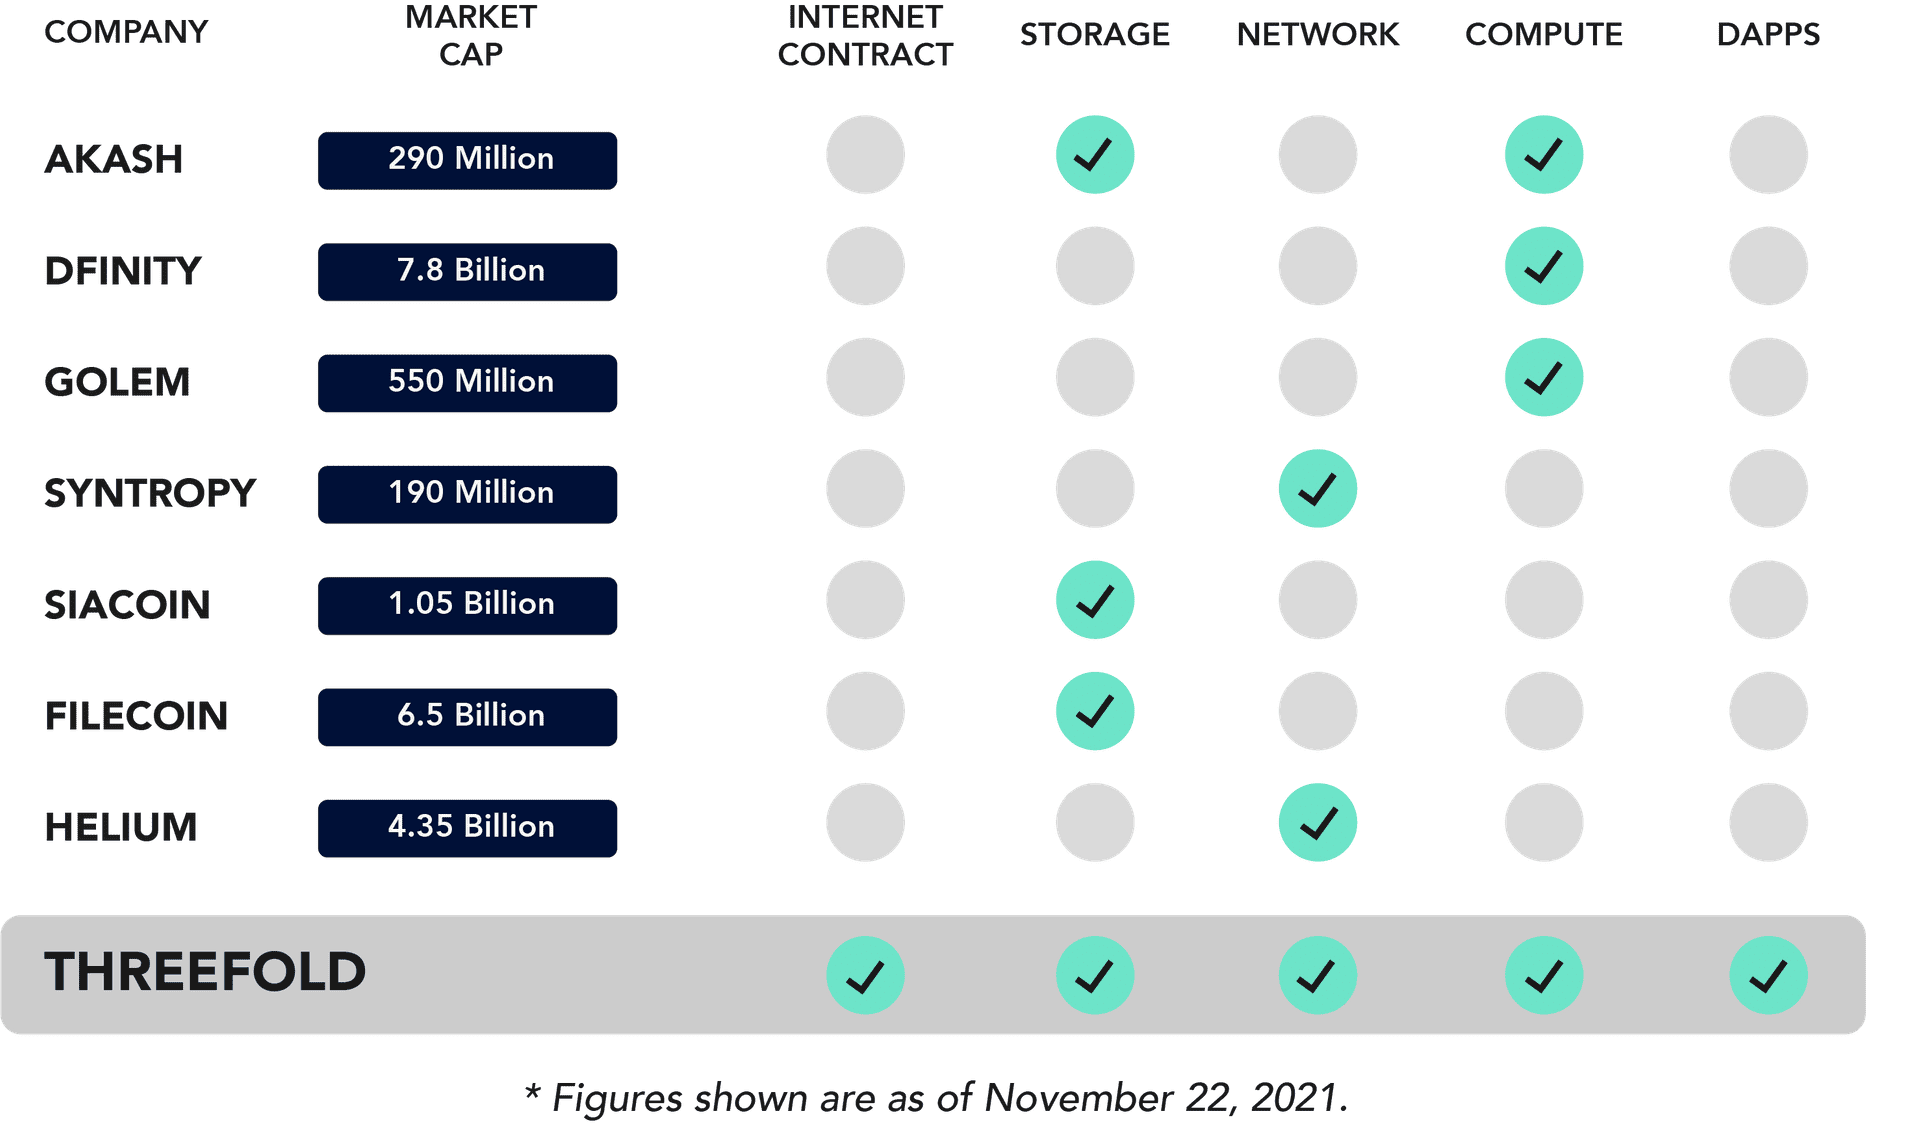 COMPANY
MARKET
CAP
INTERNET
CONTRACT
STORAGE
NETWORK
COMPUTE
DAPPS
AKASH
290 Million
DFINITY
7.8 Billion
GOLEM
550 Million
SYNTROPY
190 Million
SIACOIN
1.05 Billion
FILECOIN
6.5 Billion
HELIUM
4.35 Billion
THREEFOLD
* Figures shown are as of November 22, 2021.